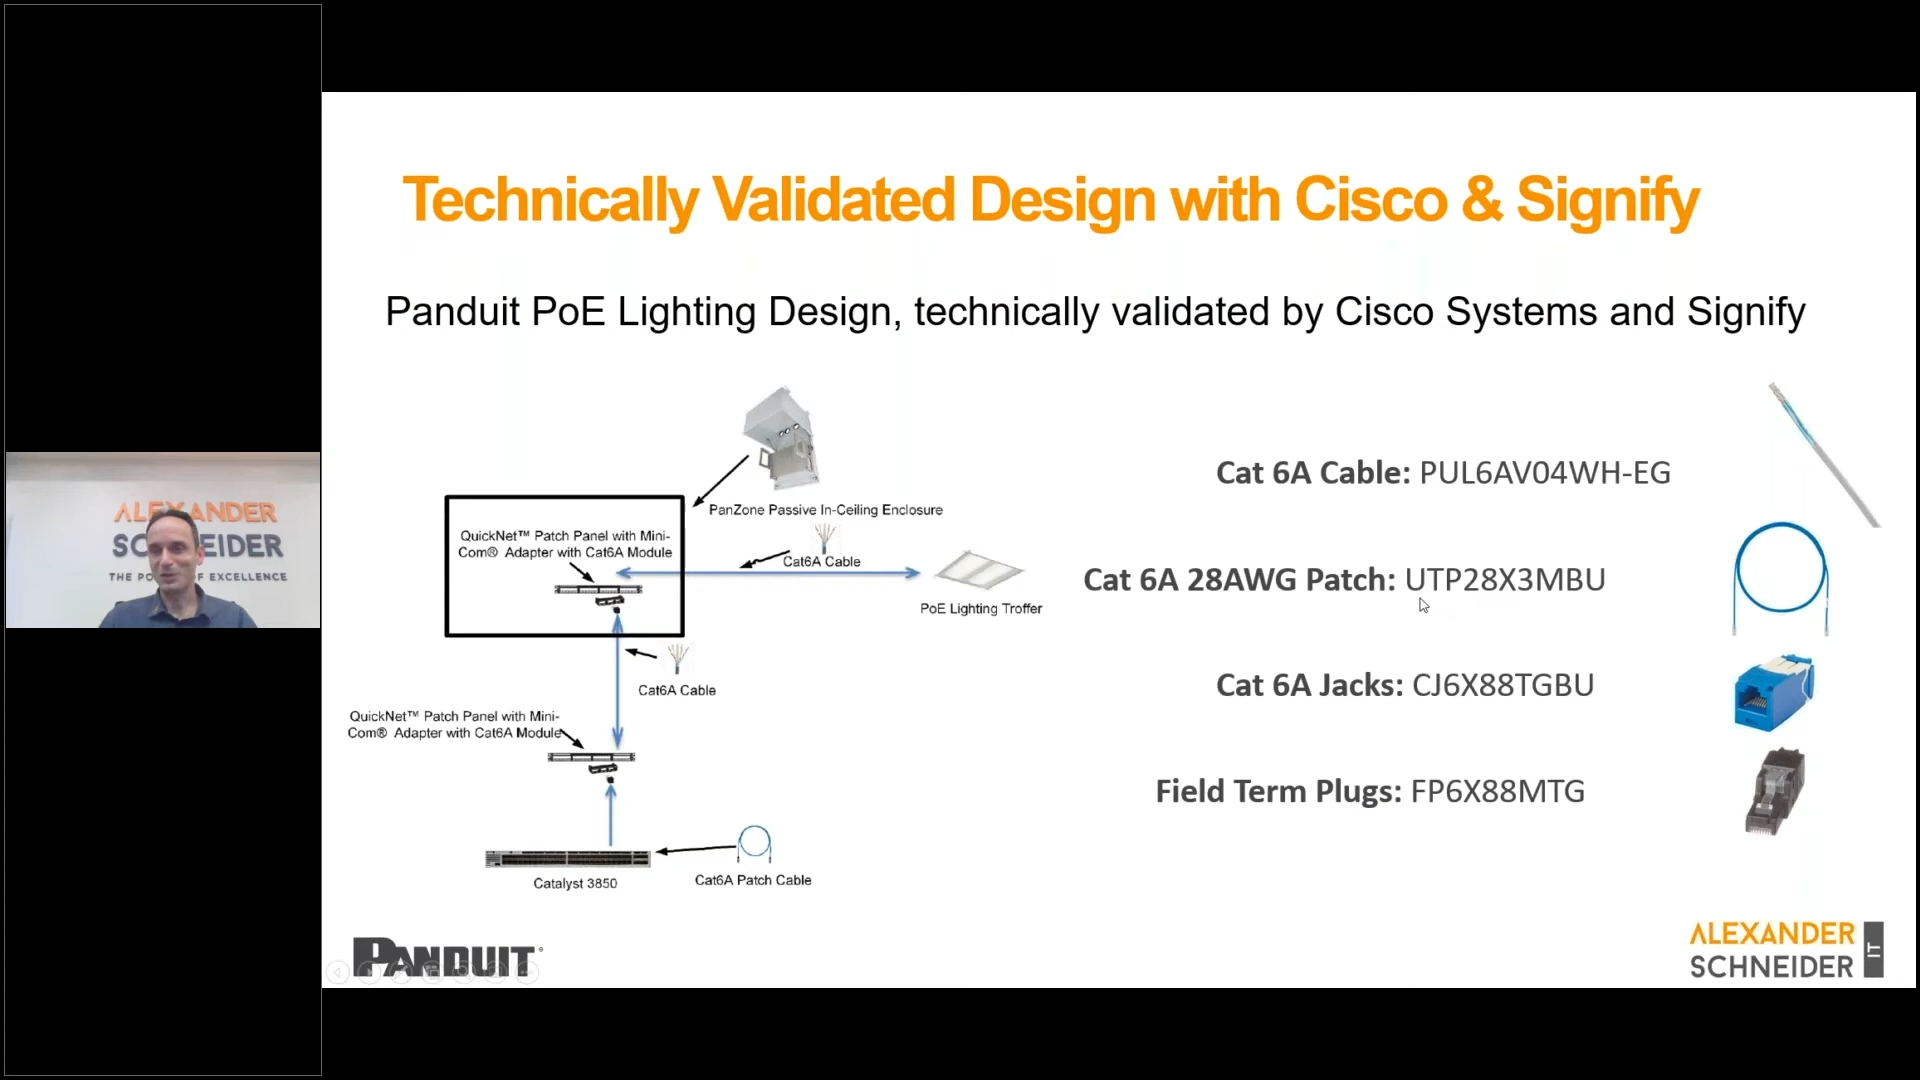 Technically Validated Design with Cisco & Signify
Panduit PoE Lighting Design, technically validated by Cisco Systems and Signify
PanZone Passive In-Ceiling Enclosure
QuickNet™ Patch Panel with Mini-
Com® Adapter with Cat6A Module
Cat6A Cable
PoE Lighting Troffer
Cat6A Cable
QuickNet™ Patch Panel with Mini-
Com® Adapter with Cat6A Module
Catalyst 3850
Cat6A Patch Cable
Cat 6A Cable: PUL6AV04WH-EG
Cat 6A 28AWG Patch: UTP28X3MBU
Cat 6A Jacks: CJ6X88TGBU
Field Term Plugs: FP6X88MTG
PANDUIT®
ALEXANDER
SCHNEIDER
IT
ALEXANDER
EIDER
THE
EXCELLENCE